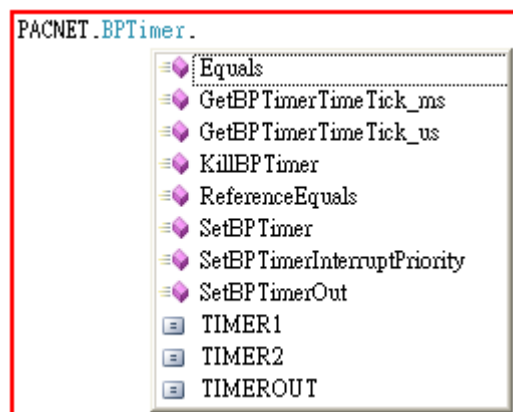 PACNET.BPTimer.
Equals
GetBPTimerTimeTick_ms
GetBPTimerTimeTick_us
KillBPTimer
ReferenceEquals
SetBPTimer
SetBPTimerInterruptPriority
SetBPTimerOut
TIMER1
TIMER2
TIMEROUT